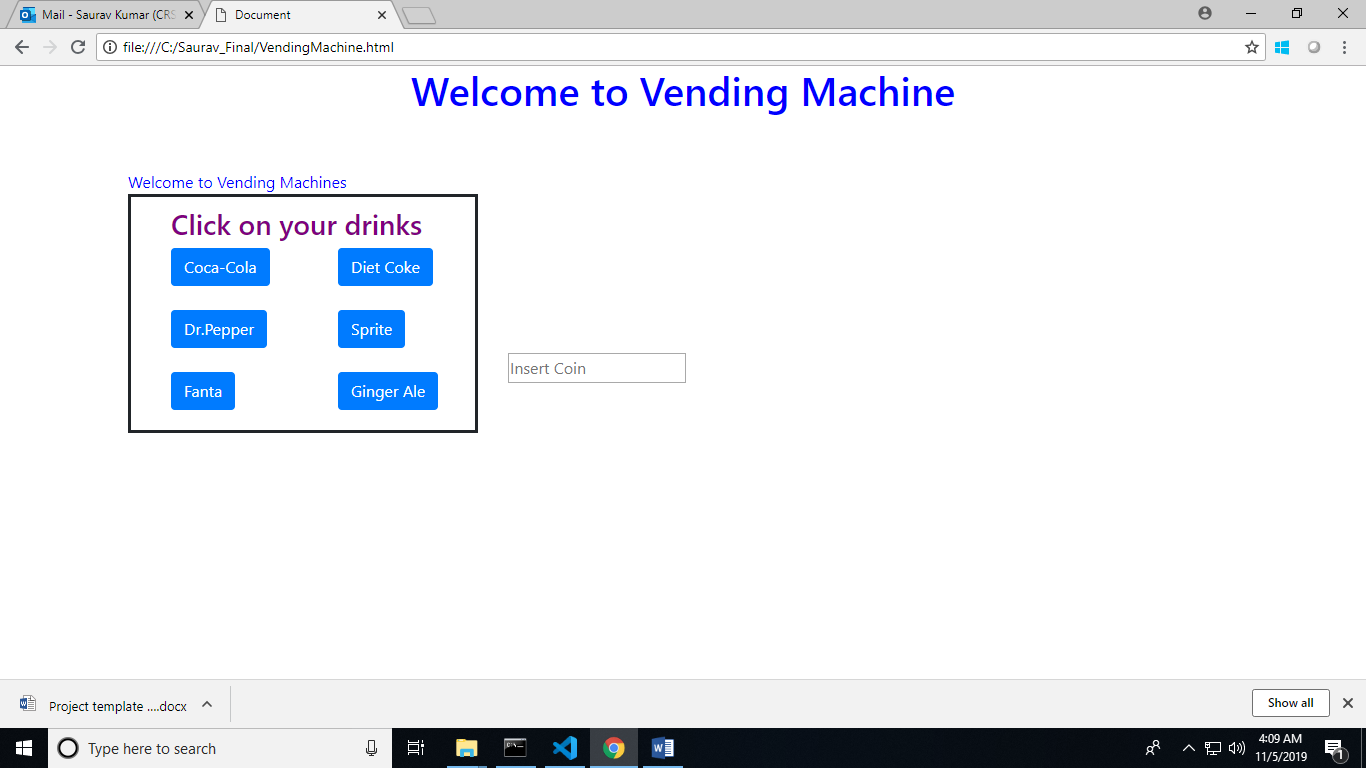 Mail - Saurav Kumar (CRS
Document
file:///C:/Saurav_Final/VendingMachine.html
Welcome to Vending Machine
Welcome to Vending Machines
Click on your drinks
Coca-Cola Diet Coke
Dr.Pepper Sprite
Fanta Ginger Ale
Insert Coin
Project template ....docx
Show all
Type here to search
4:09 AM
11/5/2019
1